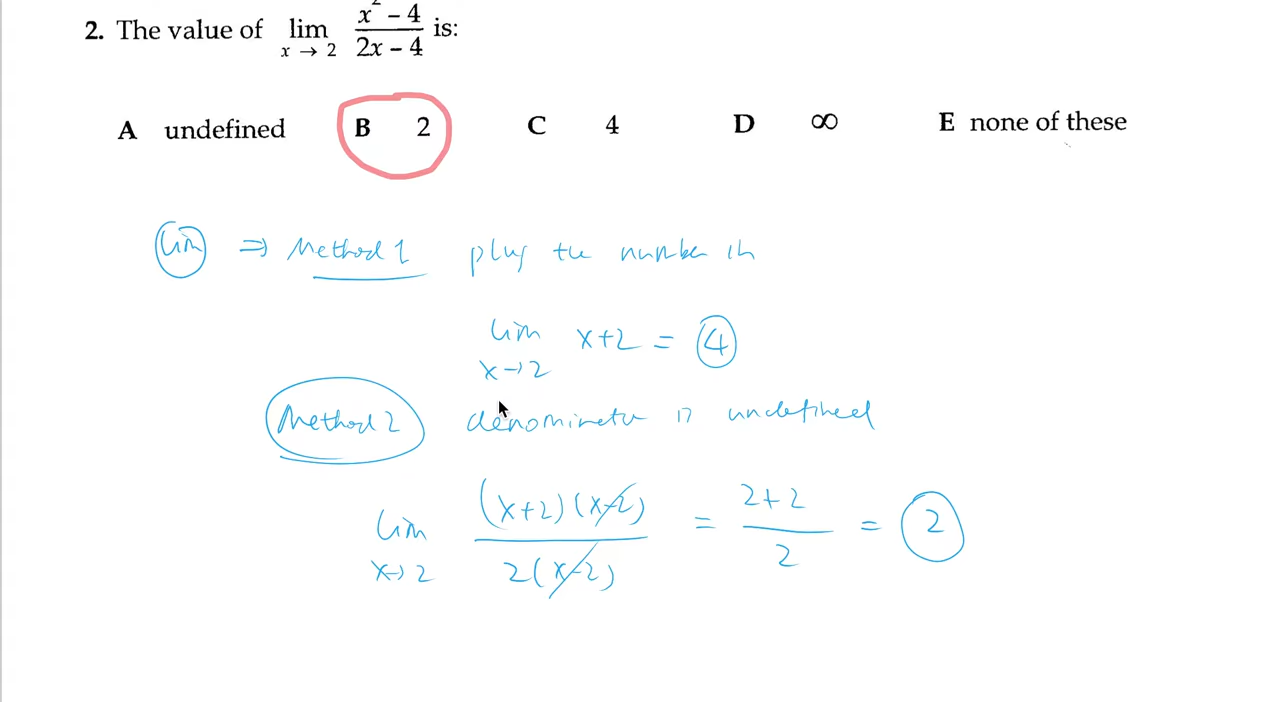 2. The value of lim x → 2 x² – 4 / 2x – 4 is:
A undefined B 2 C 4 D ∞ E none of these
lim ⇒ Method 1 plug the number in
lim x→2 x+2 = 4
Method 2 denominator is undefined
lim x→2 (x+2)(x-2) / 2(x-2) = 2+2 / 2 = 2